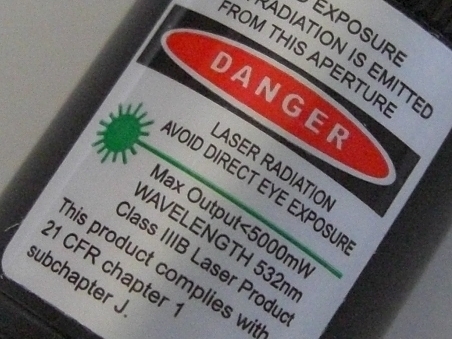 EXPOSURE
RADIATION IS EMITTED
FROM THIS APERTURE
DANGER
LASER RADIATION
AVOID DIRECT EYE EXPOSURE
Max Output<5000mW
WAVELENGTH 532nm
Class IIIB Laser Product
This product complies with
21 CFR chapter 1
subchapter J.